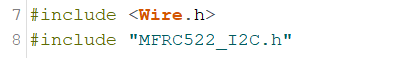 7 #include <Wire.h>
8 #include "MFRC522_I2C.h"